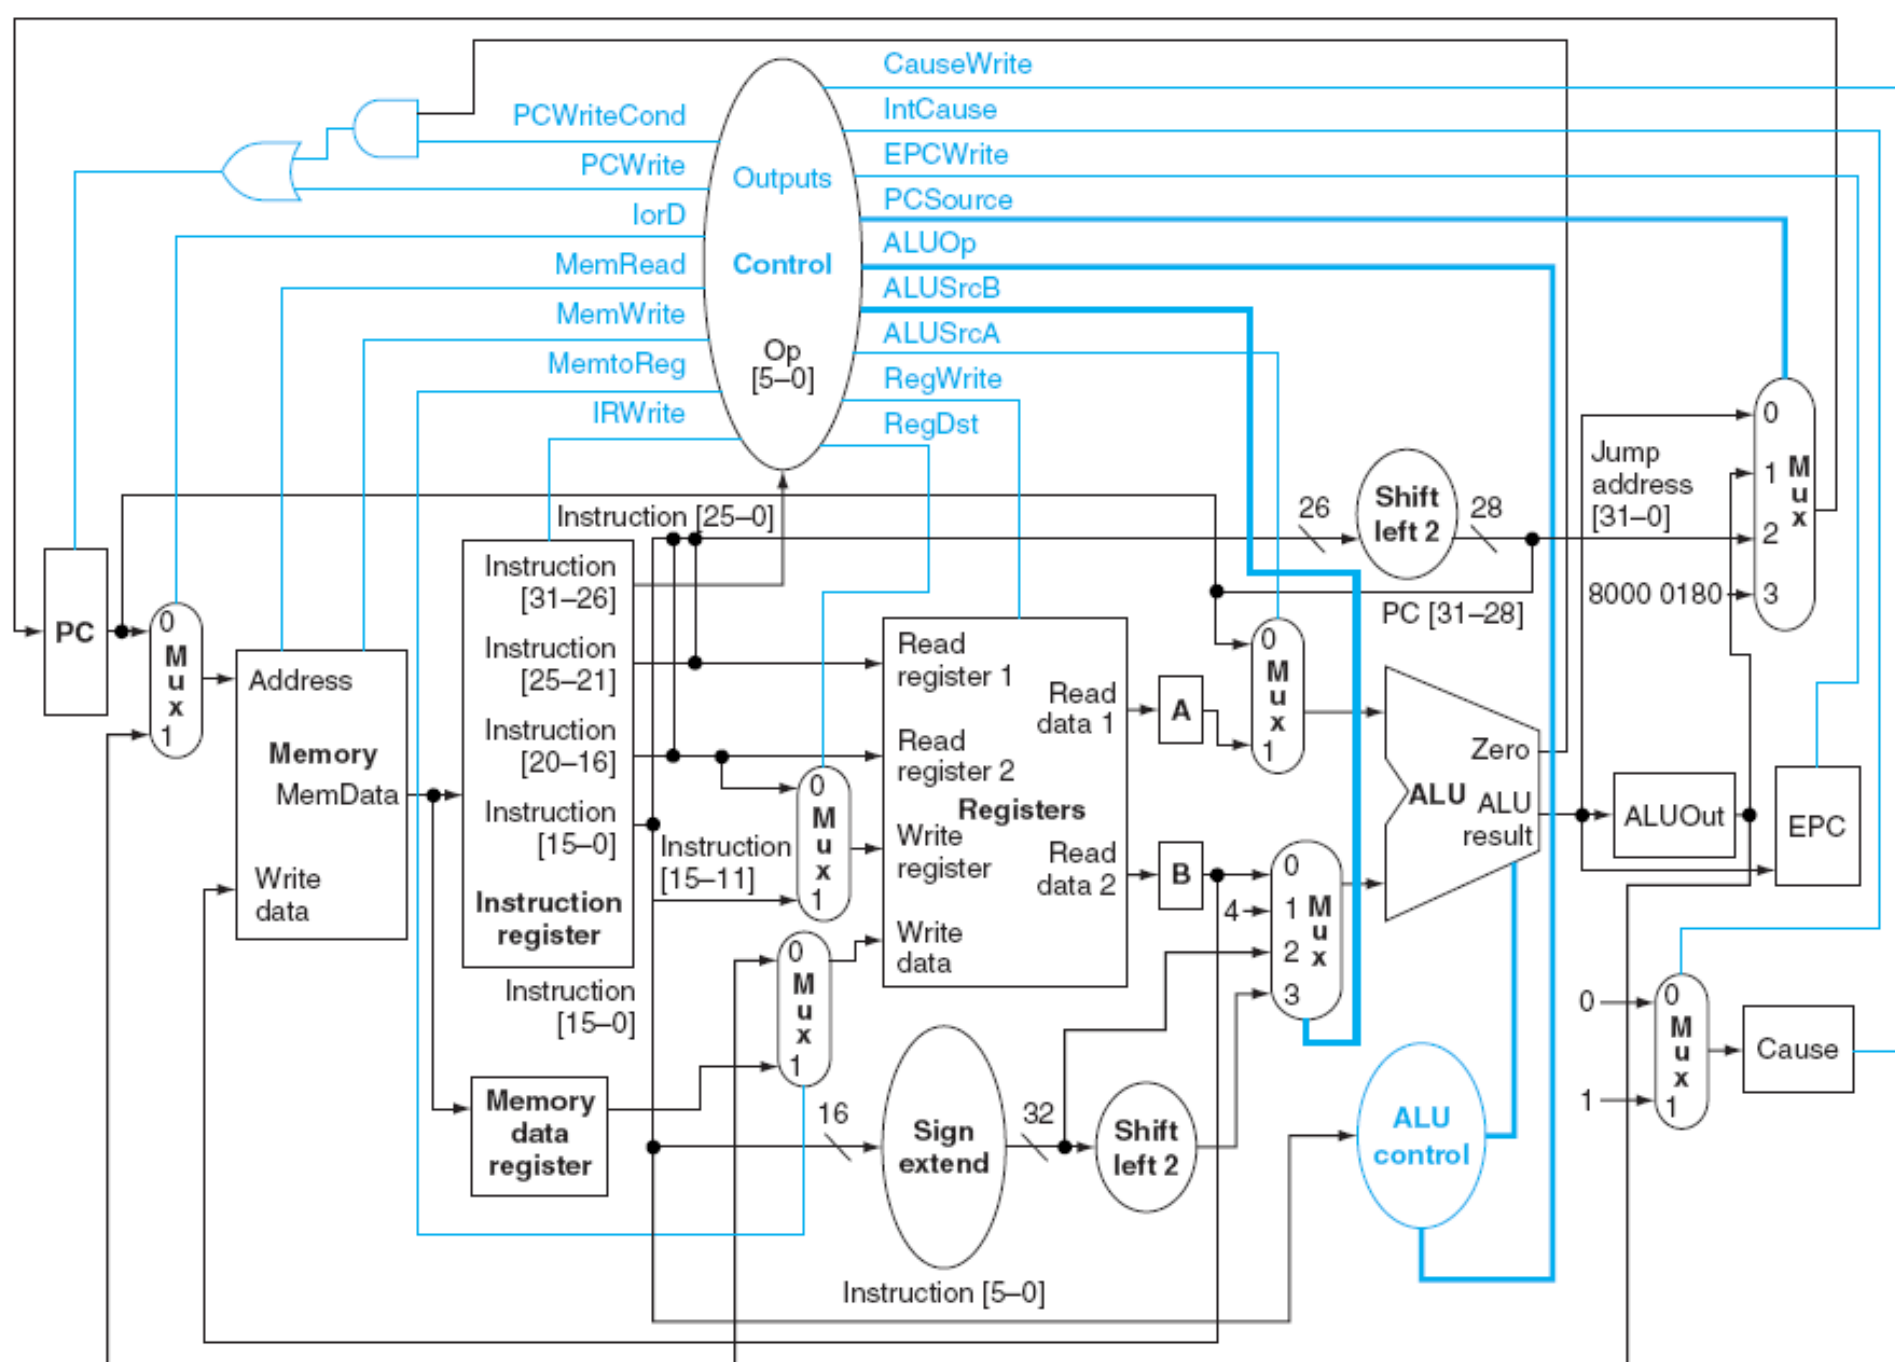 CauseWrite
IntCause
EPCWrite
PCSource
ALUOp
ALUSrcB
ALUSrcA
RegWrite
RegDst
PCWriteCond
PCWrite
IorD
MemRead
MemWrite
MemtoReg
IRWrite
Outputs
Control
Op
[5–0]
Instruction [25–0]
26
Shift
left 2
28
Jump
address
[31–0]
0
1
2
3
M
u
x
8000 0180
PC [31–28]
PC
0
M
u
x
1
Address
Memory
MemData
Write
data
Instruction
[31–26]
Instruction
[25–21]
Instruction
[20–16]
Instruction
[15–0]
Instruction
register
Instruction
[15–0]
Memory
data
register
Instruction
[15–11]
0
M
u
x
1
0
M
u
x
1
Read
register 1
Read
register 2
Registers
Write
register
Write
data
Read
data 1
Read
data 2
A
B
0
M
u
x
1
4
0
1
2
3
M
u
x
Zero
ALU
ALU
result
ALUOut
EPC
0
1
0
M
u
x
1
Cause
16
Sign
extend
32
Shift
left 2
ALU
control
Instruction [5–0]